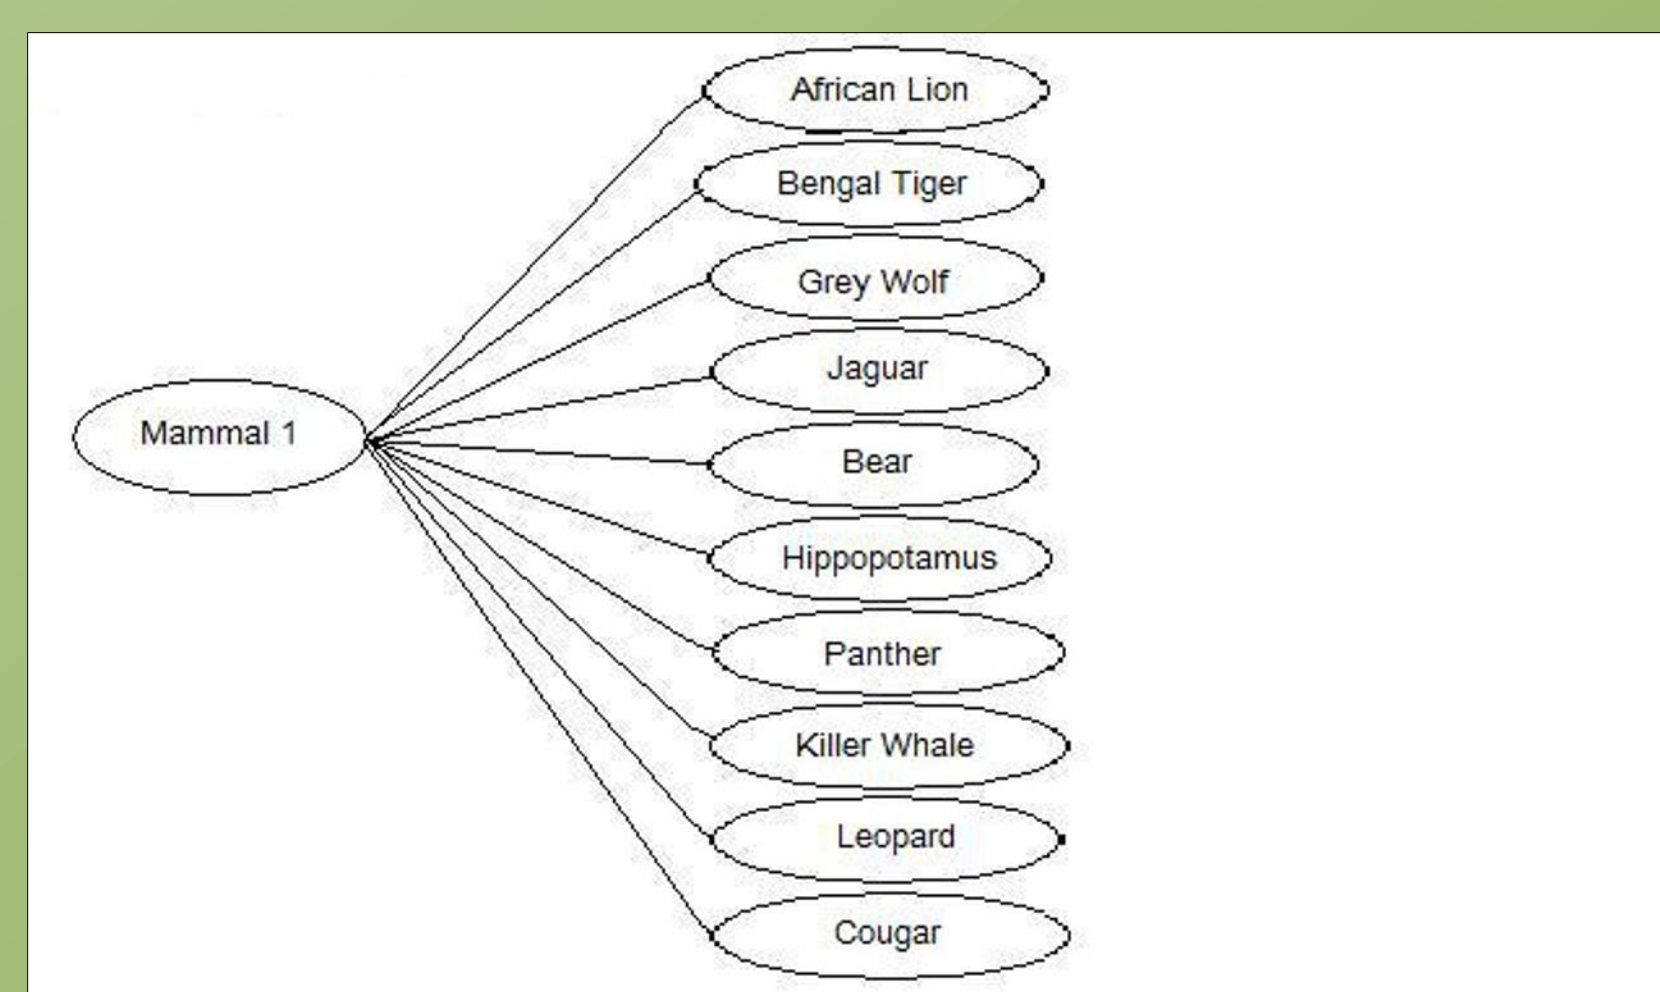 African Lion
Bengal Tiger
Grey Wolf
Jaguar
Mammal 1
Bear
Hippopotamus
Panther
Killer Whale
Leopard
Cougar